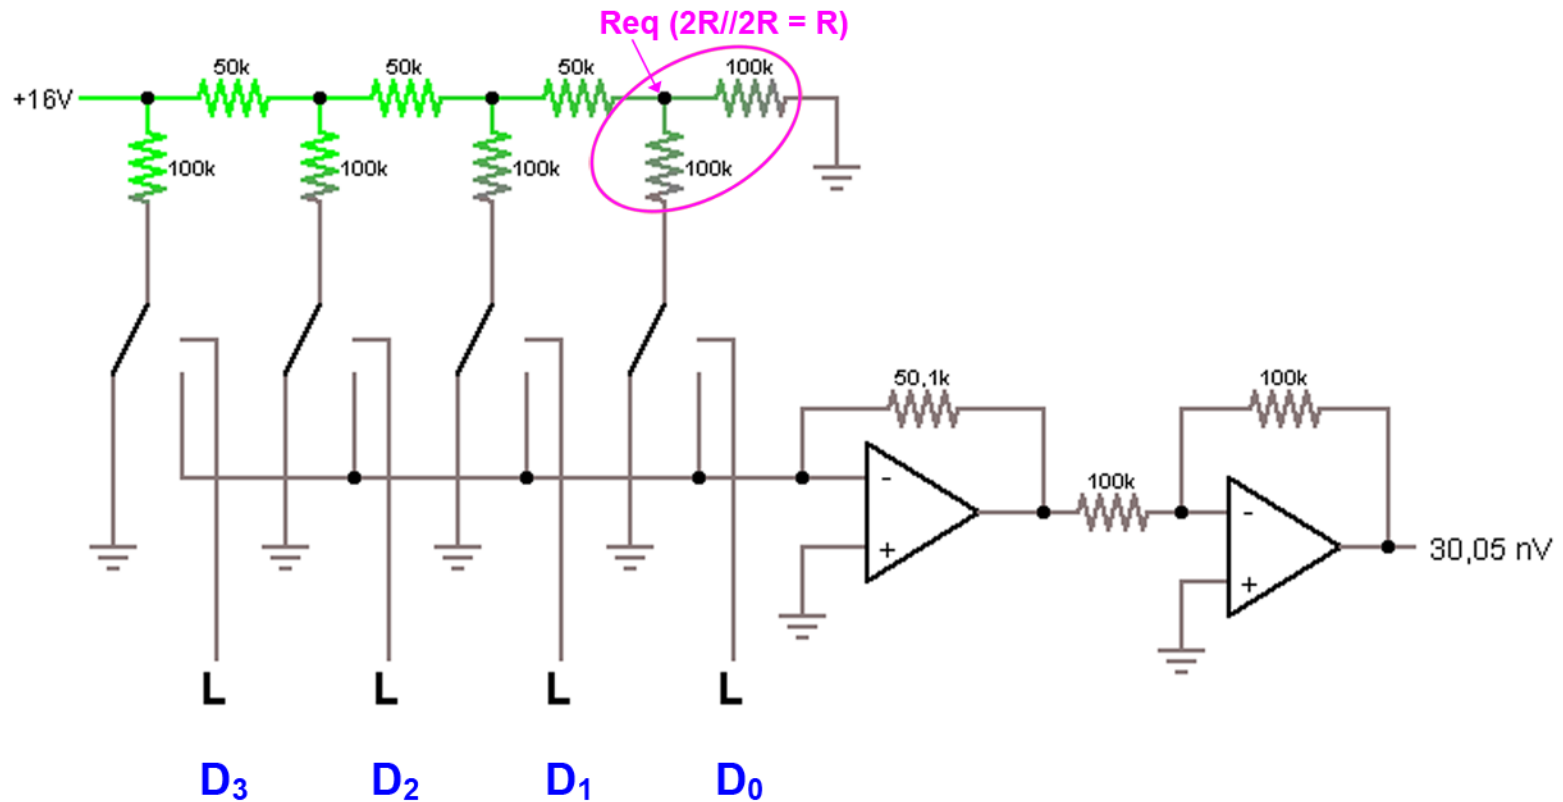 Req (2R//2R = R)
50k
50k
50k
100k
+16V
100k
100k
100k
100k
50,1k
100k
-
+
100k
-
+
30,05 nV
L
L
L
L
D₃
D₂
D₁
D₀